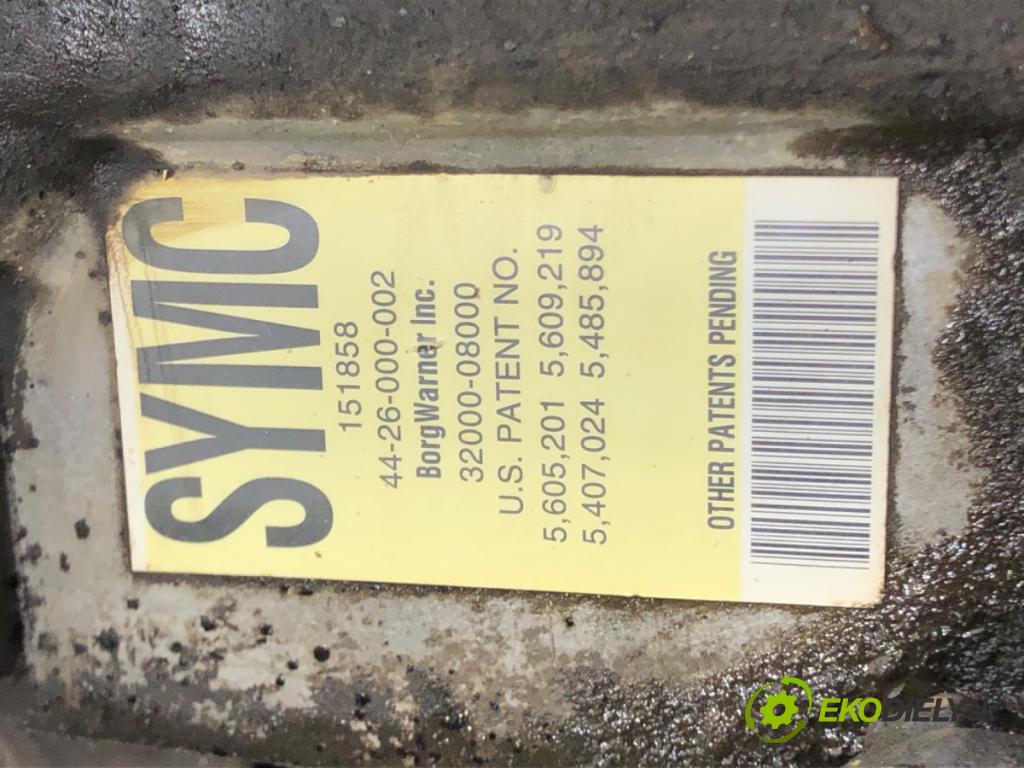 SYMC
1518858
44-26-000-002
BorgWarner Inc.
32000-08000
U.S. PATENT NO.
5,605,201 5,609,219
5,407,024 5,485,894
OTHER PATENTS PENDING
EKODIELY